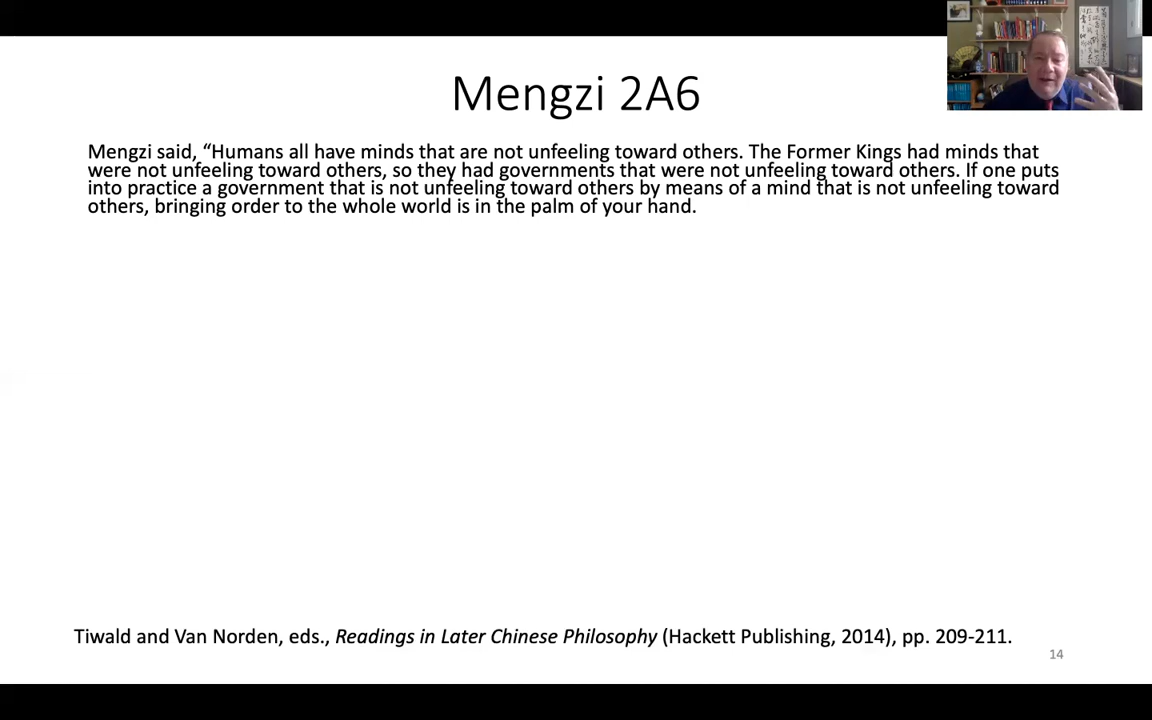 Mengzi 2A6
Mengzi said, “Humans all have minds that are not unfeeling toward others. The Former Kings had minds that
were not unfeeling toward others, so they had governments that were not unfeeling toward others. If one puts
into practice a government that is not unfeeling toward others by means of a mind that is not unfeeling toward
others, bringing order to the whole world is in the palm of your hand.
Tiwald and Van Norden, eds., Readings in Later Chinese Philosophy (Hackett Publishing, 2014), pp. 209-211.
14